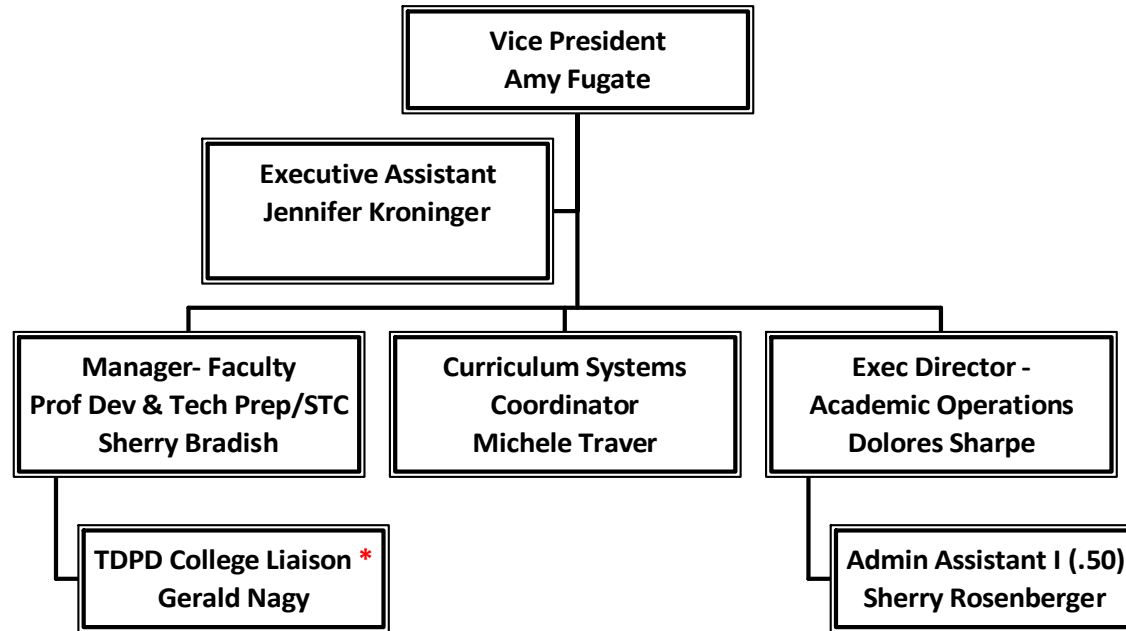 Vice President
Amy Fugate
Executive Assistant
Jennifer Kroninger
Manager- Faculty
Prof Dev & Tech Prep/STC
Sherry Bradish
Curriculum Systems
Coordinator
Michele Traver
Exec Director -
Academic Operations
Dolores Sharpe
TDPD College Liaison *
Gerald Nagy
Admin Assistant I (.50)
Sherry Rosenberger